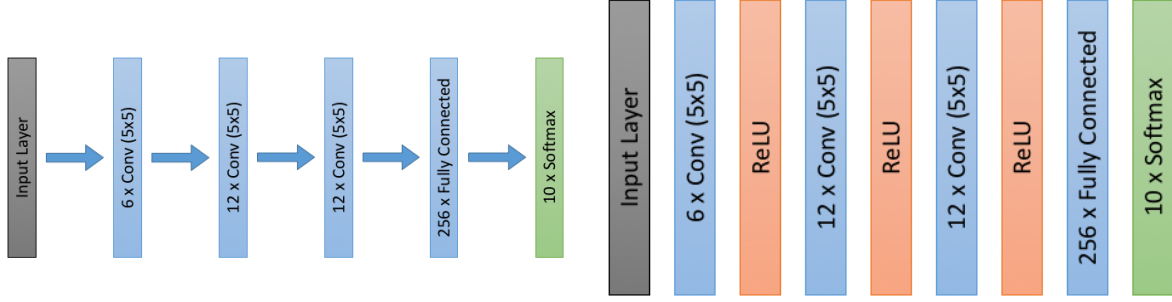 Input Layer
6 x Conv (5x5)
12 x Conv (5x5)
12 x Conv (5x5)
256 x Fully Connected
10 x Softmax
Input Layer
6 x Conv (5x5)
ReLU
12 x Conv (5x5)
ReLU
12 x Conv (5x5)
ReLU
256 x Fully Connected
10 x Softmax